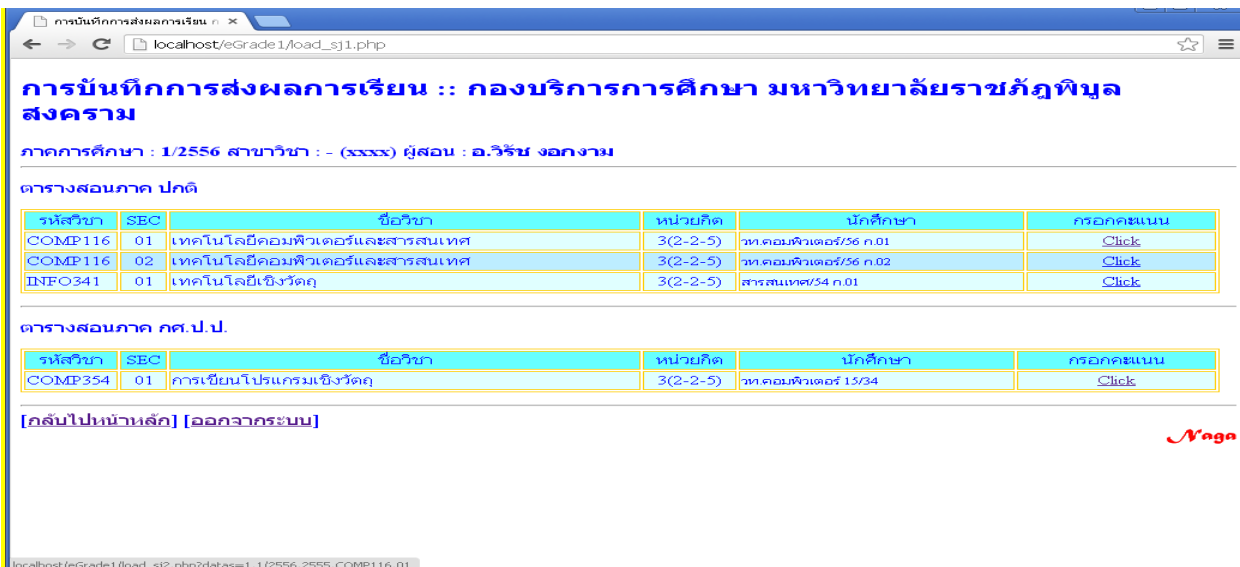 การบันทึกการส่งผลการเรียน ก ×
localhost/eGrade1/load_sj1.php
การบันทึกการส่งผลการเรียน :: กองบริการการศึกษา มหาวิทยาลัยราชภัฏพิบูล
สงคราม
ภาคการศึกษา : 1/2556 สาขาวิชา : - (xxxx) ผู้สอน : อ.วิรัช งอกงาม
ตารางสอนภาค ปกติ
รหัสวิชา SEC ชื่อวิชา หน่วยกิต นักศึกษา กรอกคะแนน
COMP116 01 เทคโนโลยีคอมพิวเตอร์และสารสนเทศ 3(2-2-5) วท.คอมพิวเตอร์/56 ก.01 Click
COMP116 02 เทคโนโลยีคอมพิวเตอร์และสารสนเทศ 3(2-2-5) วท.คอมพิวเตอร์/56 ก.02 Click
INFO341 01 เทคโนโลยีเชิงวัตถุ 3(2-2-5) สารสนเทศ/54 ก.01 Click
ตารางสอนภาค กศ.ป.ป.
รหัสวิชา SEC ชื่อวิชา หน่วยกิต นักศึกษา กรอกคะแนน
COMP354 01 การเขียนโปรแกรมเชิงวัตถุ 3(2-2-5) วท.คอมพิวเตอร์ 15/34 Click
[กลับไปหน้าหลัก] [ออกจากระบบ]
Naga
localhost/eGrade1/load_sj2.php?datas=1,1/2556,2555,COMP116,01